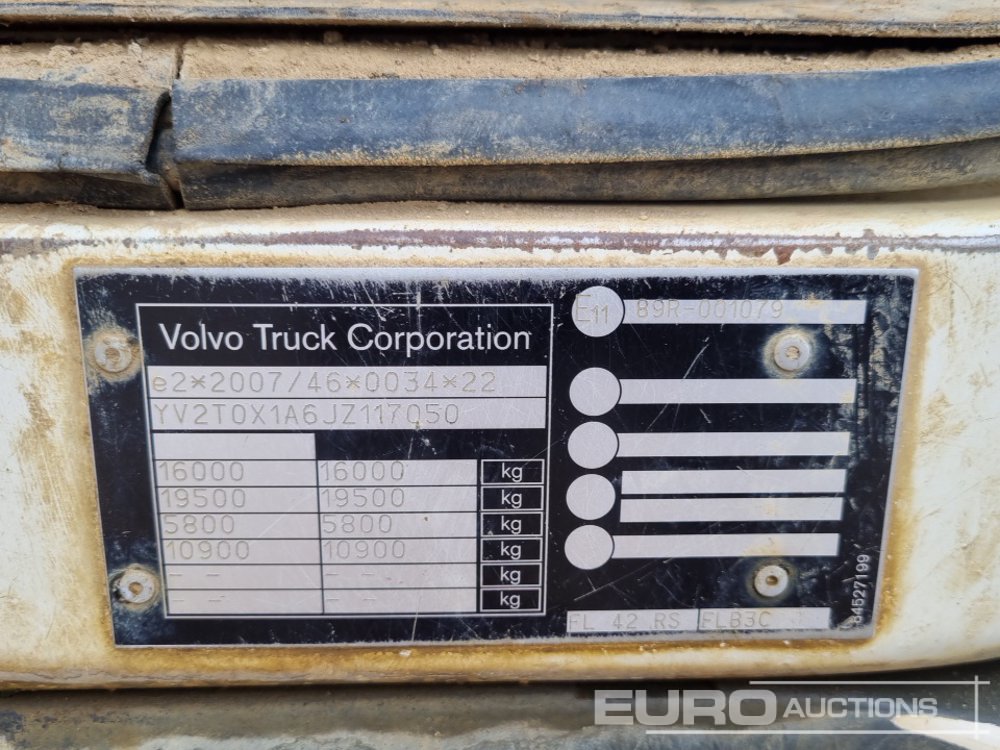 Volvo Truck Corporation
e2*2007/46*0034*22
YV2T0X1A6JZ117050
16000 16000 kg
19500 19500 kg
5800 5800 kg
10900 10900 kg
- - - - kg
- - - - kg
E11 89R-001079
FL 42 RS FLB3C
84527199
EURO AUCTIONS